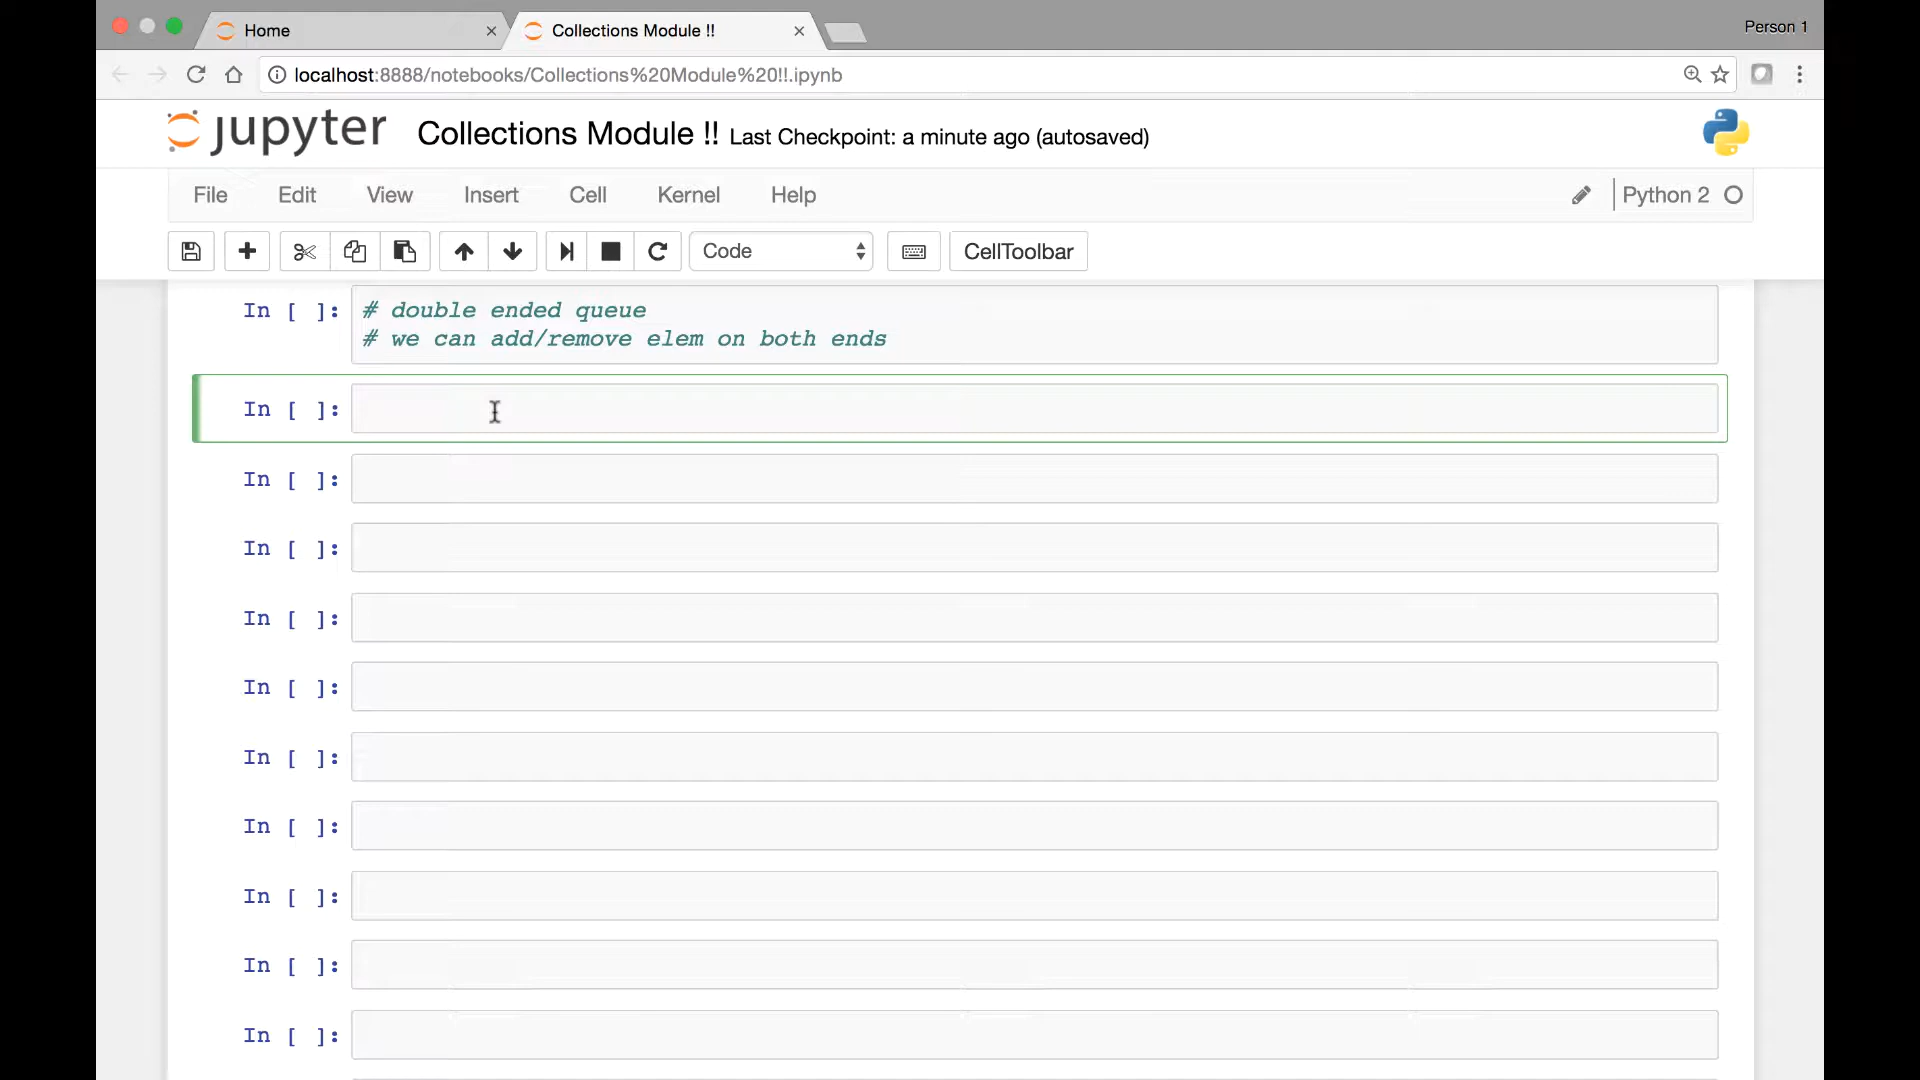 Home
Collections Module !!
Person 1
localhost:8888/notebooks/Collections%20Module%20!!.ipynb
jupyter Collections Module !! Last Checkpoint: a minute ago (autosaved)
File Edit View Insert Cell Kernel Help Python 2
Code CellToolbar
In [ ]: # double ended queue
# we can add/remove elem on both ends
In [ ]:
In [ ]:
In [ ]:
In [ ]:
In [ ]:
In [ ]:
In [ ]:
In [ ]:
In [ ]:
In [ ]: